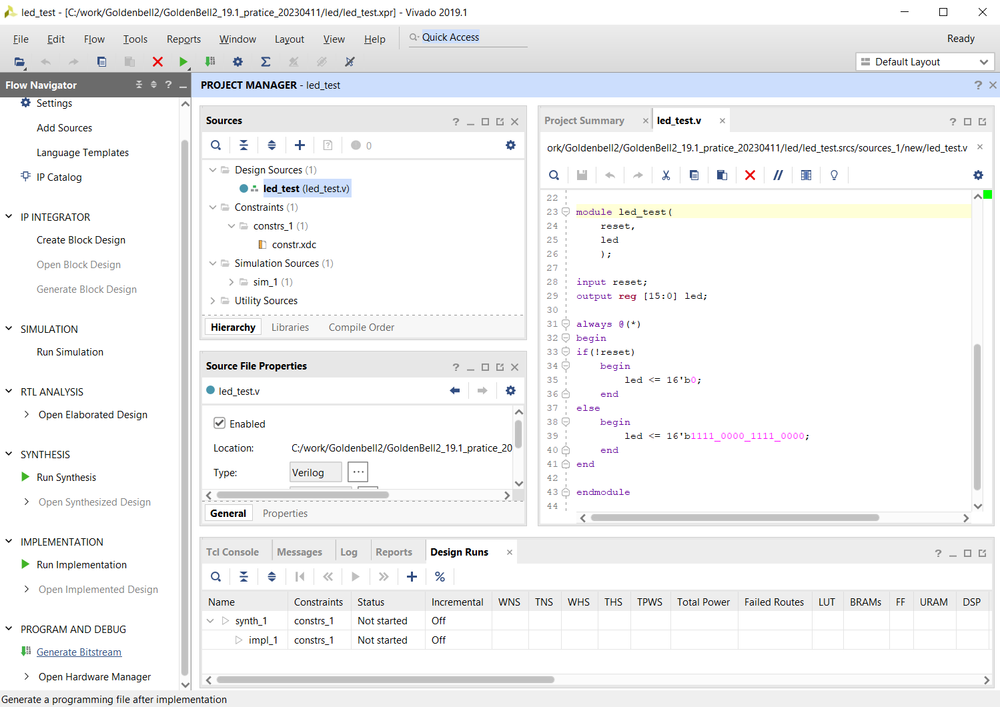 led_test - [C:/work/Goldenbell2/GoldenBell2_19.1_pratice_20230411/led/led_test.xpr] - Vivado 2019.1
File Edit Flow Tools Reports Window Layout View Help Quick Access Ready
Default Layout
Flow Navigator
Settings
Add Sources
Language Templates
IP Catalog
IP INTEGRATOR
Create Block Design
Open Block Design
Generate Block Design
SIMULATION
Run Simulation
RTL ANALYSIS
Open Elaborated Design
SYNTHESIS
Run Synthesis
Open Synthesized Design
IMPLEMENTATION
Run Implementation
Open Implemented Design
PROGRAM AND DEBUG
Generate Bitstream
Open Hardware Manager
PROJECT MANAGER - led_test
Sources
0
Design Sources (1)
led_test (led_test.v)
Constraints (1)
constrs_1 (1)
constr.xdc
Simulation Sources (1)
sim_1 (1)
Utility Sources
Hierarchy Libraries Compile Order
Source File Properties
led_test.v
Enabled
Location: C:/work/Goldenbell2/GoldenBell2_19.1_pratice_20
Type: Verilog ...
General Properties
Project Summary led_test.v
ork/Goldenbell2/GoldenBell2_19.1_pratice_20230411/led/led_test.srcs/sources_1/new/led_test.v
22
23 module led_test(
24 reset,
25 led
26 );
27
28 input reset;
29 output reg [15:0] led;
30
31 always @(*)
32 begin
33 if(!reset)
34 begin
35 led <= 16'b0;
36 end
37 else
38 begin
39 led <= 16'b1111_0000_1111_0000;
40 end
41 end
42
43 endmodule
44
Tcl Console Messages Log Reports Design Runs
Name Constraints Status Incremental WNS TNS WHS THS TPWS Total Power Failed Routes LUT BRAMs FF URAM DSP
synth_1 constrs_1 Not started Off
impl_1 constrs_1 Not started Off
Generate a programming file after implementation